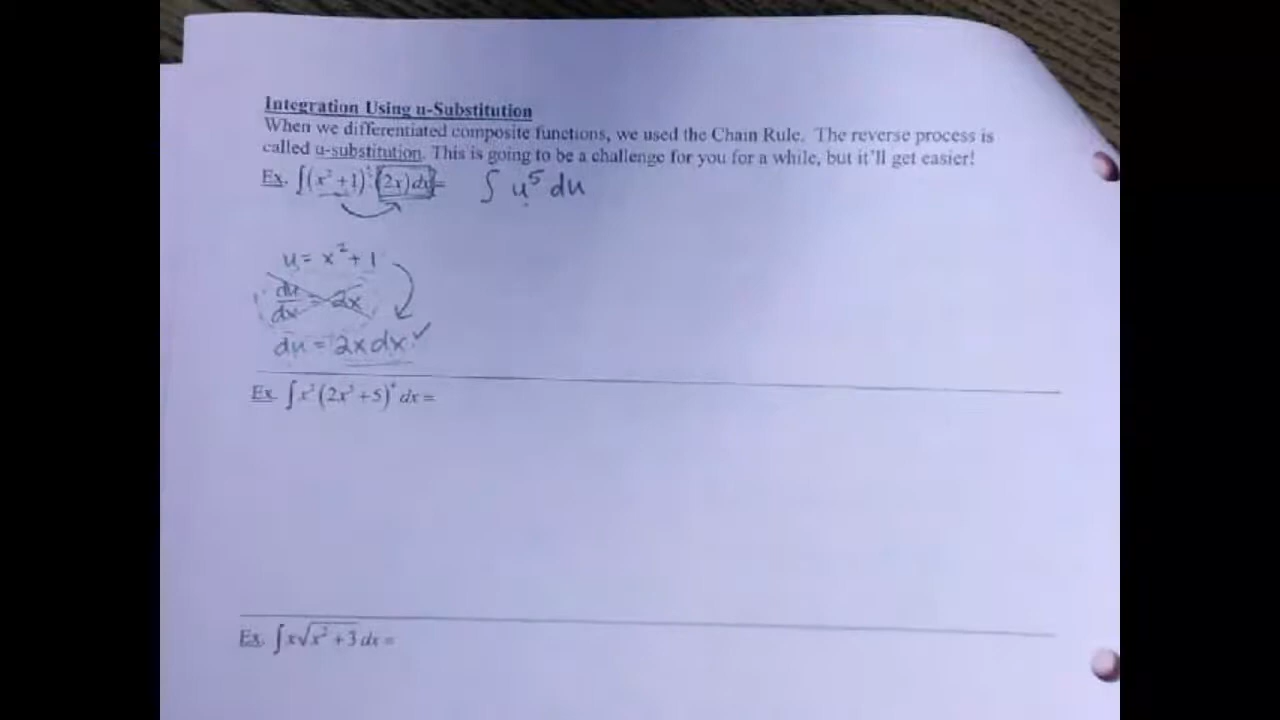 Integration Using u-Substitution
When we differentiated composite functions, we used the Chain Rule. The reverse process is
called u-substitution. This is going to be a challenge for you for a while, but it'll get easier!
Ex. ∫(x² + 1)⁵(2x)dx = ∫ u⁵ du
u = x² + 1
du/dx = 2x
du = 2x dx ✓
Ex. ∫x²(2x³ + 5) dx =
Ex. ∫x√x² + 3 dx =